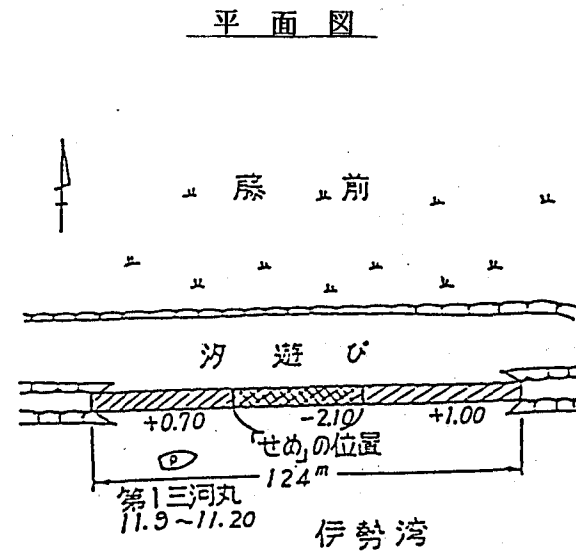 平面図
藤前
汐遊び
+0.70 -2.10 +1.00
「せめ」の位置
124m
第1三河丸
11.9~11.20
伊勢湾